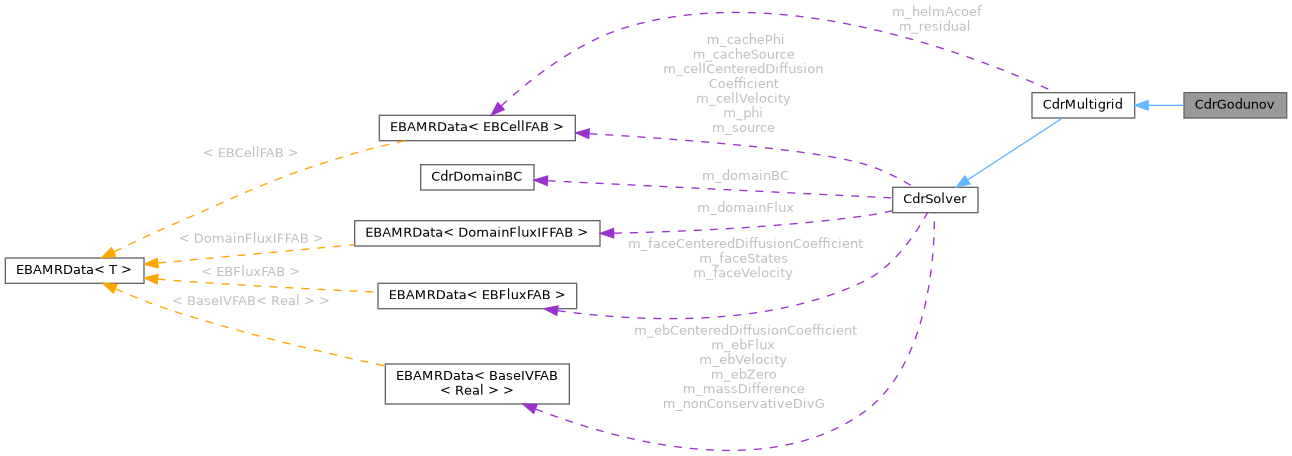 m_helmAcoef
m_residual
m_cachePhi
m_cacheSource
m_cellCenteredDiffusion
Coefficient
m_cellVelocity
m_phi
m_source
CdrMultigrid
CdrGodunov
EBAMRData< EBCellFAB >
< EBCellFAB >
CdrDomainBC
m_domainBC
CdrSolver
m_domainFlux
EBAMRData< DomainFluxIFFAB >
< DomainFluxIFFAB >
m_faceCenteredDiffusionCoefficient
m_faceStates
m_faceVelocity
EBAMRData< T >
< EBFluxFAB >
EBAMRData< EBFluxFAB >
< BaseIVFAB< Real > >
m_ebCenteredDiffusionCoefficient
m_ebFlux
m_ebVelocity
m_ebZero
m_massDifference
m_nonConservativeDivG
EBAMRData< BaseIVFAB
< Real > >